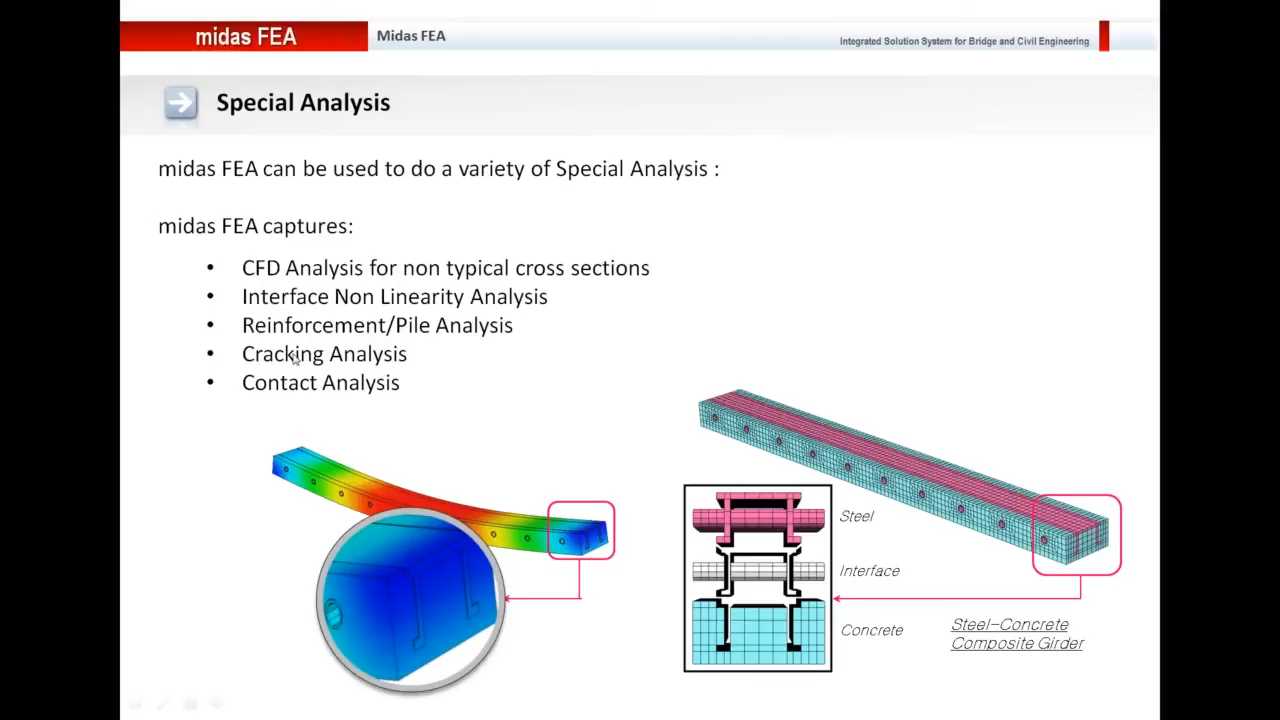 midas FEA
Midas FEA
Integrated Solution System for Bridge and Civil Engineering
Special Analysis
midas FEA can be used to do a variety of Special Analysis :
midas FEA captures:
• CFD Analysis for non typical cross sections
• Interface Non Linearity Analysis
• Reinforcement/Pile Analysis
• Cracking Analysis
• Contact Analysis
Steel
Interface
Concrete
Steel-Concrete
Composite Girder